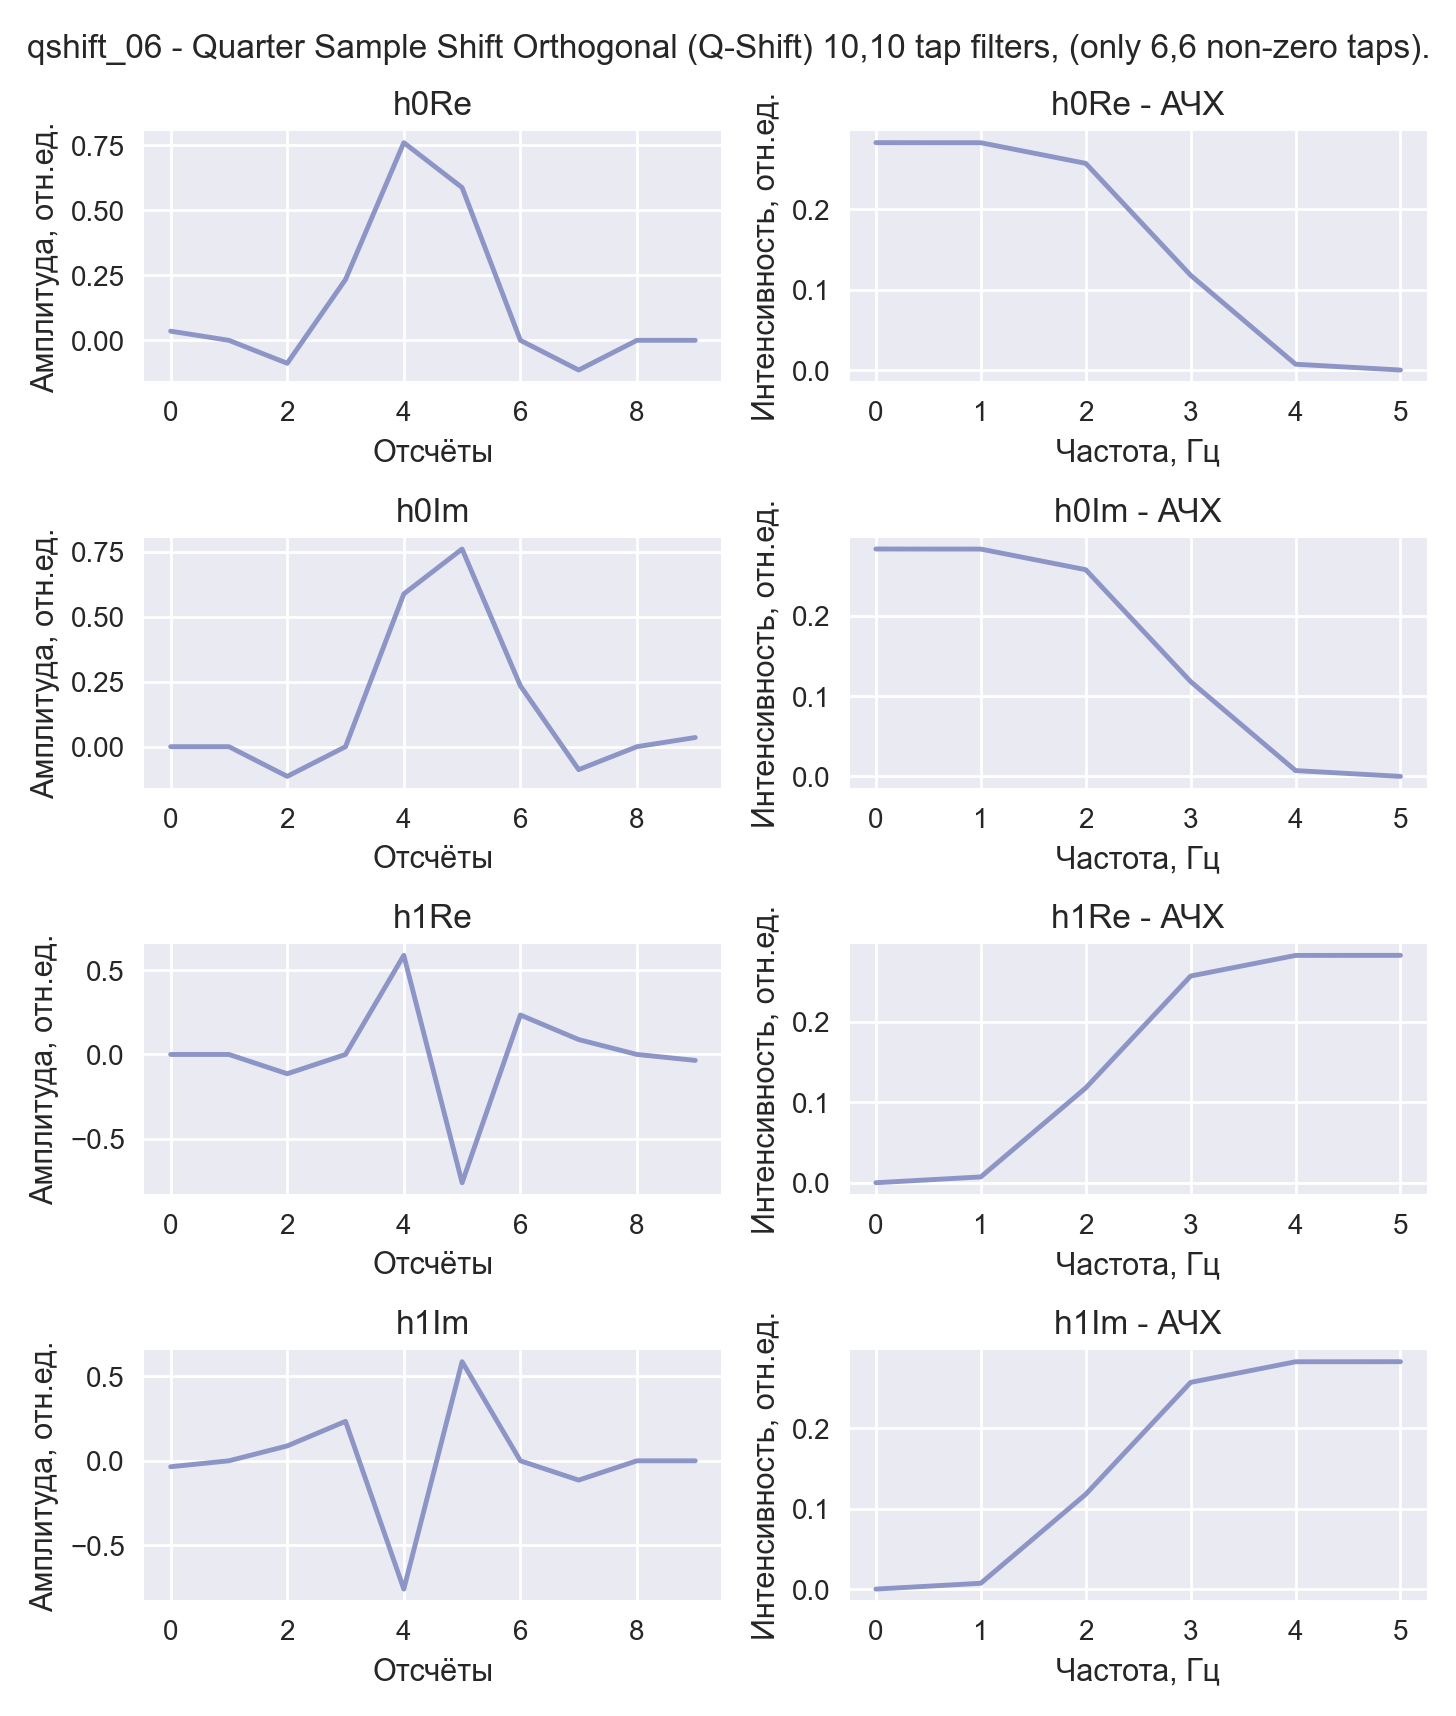 qshift_06 - Quarter Sample Shift Orthogonal (Q-Shift) 10,10 tap filters, (only 6,6 non-zero taps).
h0Re
Амплитуда, отн.ед.
0.75
0.50
0.25
0.00
0 2 4 6 8
Отсчёты
h0Re - АЧХ
Интенсивность, отн.ед.
0.2
0.1
0.0
0 1 2 3 4 5
Частота, Гц
h0Im
Амплитуда, отн.ед.
0.75
0.50
0.25
0.00
0 2 4 6 8
Отсчёты
h0Im - АЧХ
Интенсивность, отн.ед.
0.2
0.1
0.0
0 1 2 3 4 5
Частота, Гц
h1Re
Амплитуда, отн.ед.
0.5
0.0
−0.5
0 2 4 6 8
Отсчёты
h1Re - АЧХ
Интенсивность, отн.ед.
0.2
0.1
0.0
0 1 2 3 4 5
Частота, Гц
h1Im
Амплитуда, отн.ед.
0.5
0.0
−0.5
0 2 4 6 8
Отсчёты
h1Im - АЧХ
Интенсивность, отн.ед.
0.2
0.1
0.0
0 1 2 3 4 5
Частота, Гц